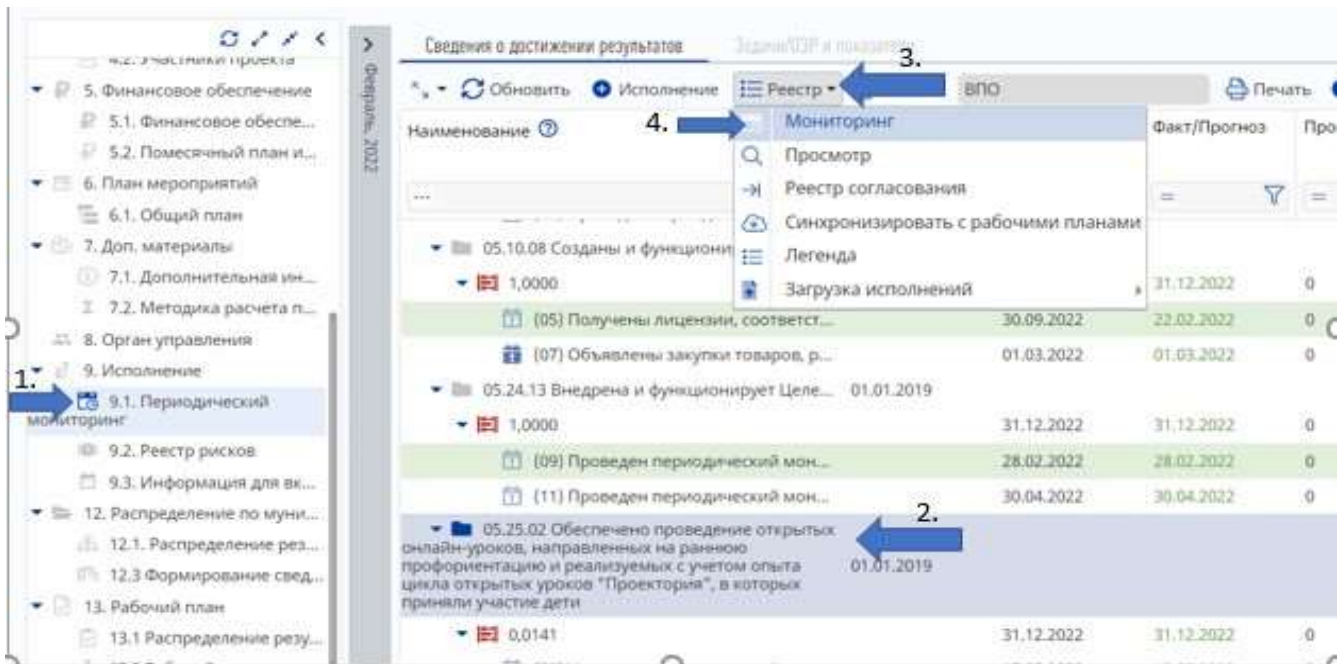 4.2. Участники проекта
5. Финансовое обеспечение
5.1. Финансовое обеспе...
5.2. Помесячный план и...
6. План мероприятий
6.1. Общий план
7. Доп. материалы
7.1. Дополнительная ин...
7.2. Методика расчета п...
8. Орган управления
9. Исполнение
1.
9.1. Периодический
мониторинг
9.2. Реестр рисков
9.3. Информация для вк...
12. Распределение по муни...
12.1. Распределение рез...
12.3 Формирование свед...
13. Рабочий план
13.1 Распределение резу...
Февраль, 2022
Сведения о достижении результатов
Задачи/ОЗР и показатели
3.
Обновить Исполнение Реестр ВПО Печать
4.
Наименование Факт/Прогноз Про
Мониторинг
Просмотр
Реестр согласования
Синхронизировать с рабочими планами
Легенда
Загрузка исполнений
... = =
05.10.08 Созданы и функциони
1,0000 31.12.2022 0
(05) Получены лицензии, соответст... 30.09.2022 22.02.2022 0
(07) Объявлены закупки товаров, р... 01.03.2022 01.03.2022 0
05.24.13 Внедрена и функционирует Целе... 01.01.2019
1,0000 31.12.2022 31.12.2022 0
(09) Проведен периодический мон... 28.02.2022 28.02.2022 0
(11) Проведен периодический мон... 30.04.2022 30.04.2022 0
2.
05.25.02 Обеспечено проведение открытых
онлайн-уроков, направленных на раннюю
профориентацию и реализуемых с учетом опыта 01.01.2019
цикла открытых уроков "Проектория", в которых
приняли участие дети
0,0141 31.12.2022 31.12.2022 0